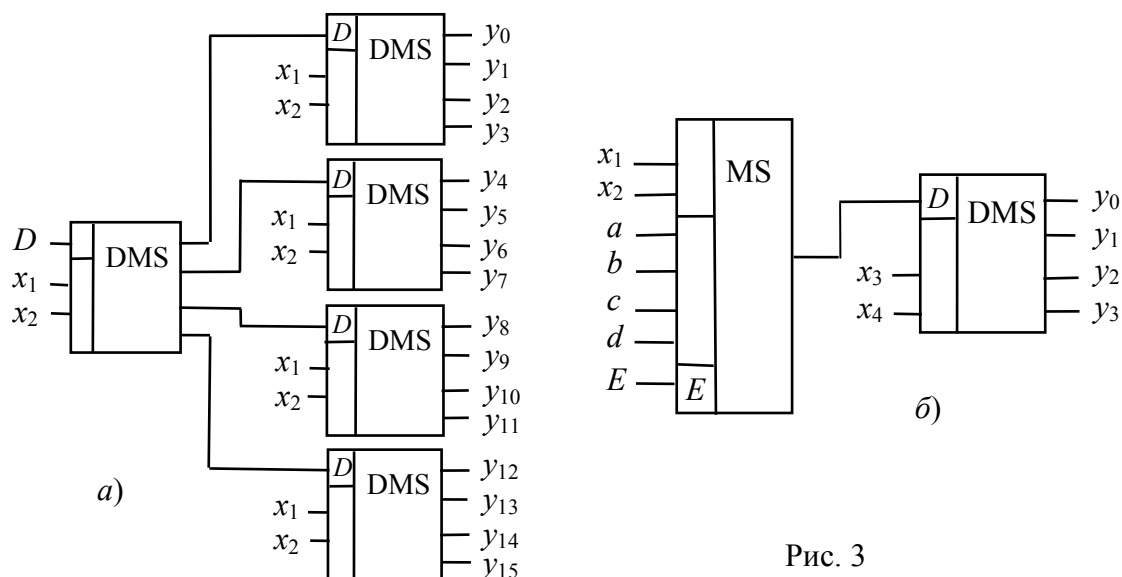 D DMS y₀
y₁
x₁
x₂ y₂
y₃
D DMS y₄
x₁ y₅
x₂ y₆
y₇
D DMS
x₁
x₂
D DMS y₈
x₁ y₉
x₂ y₁₀
y₁₁
D DMS y₁₂
x₁ y₁₃
x₂ y₁₄
y₁₅
а)
x₁ MS
x₂
a
b
c
d
E E
D DMS y₀
y₁
x₃ y₂
x₄ y₃
б)
Рис. 3